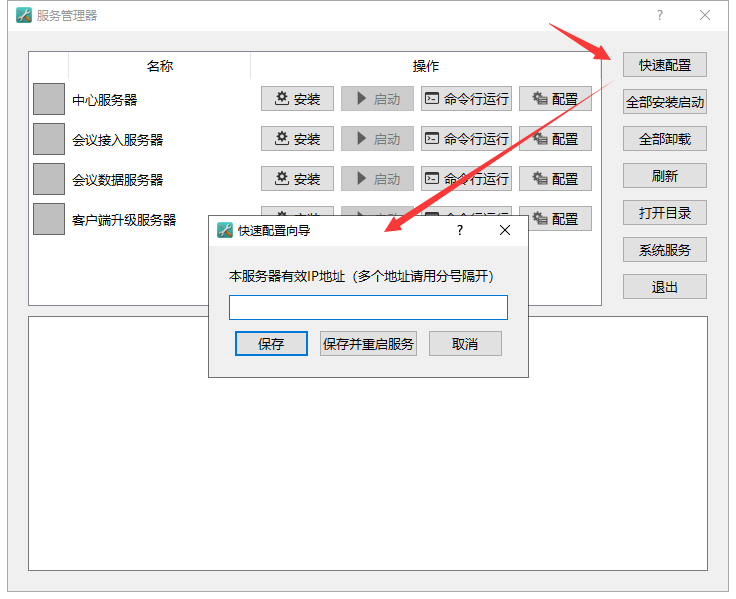 服务管理器
名称 操作
快速配置
中心服务器 安装 启动 命令行运行 配置
全部安装启动
会议接入服务器 安装 启动 命令行运行 配置
全部卸载
会议数据服务器 安装 启动 命令行运行 配置
刷新
客户端升级服务器 配置
打开目录
系统服务
退出
快速配置向导
本服务器有效IP地址（多个地址请用分号隔开）
保存 保存并重启服务 取消